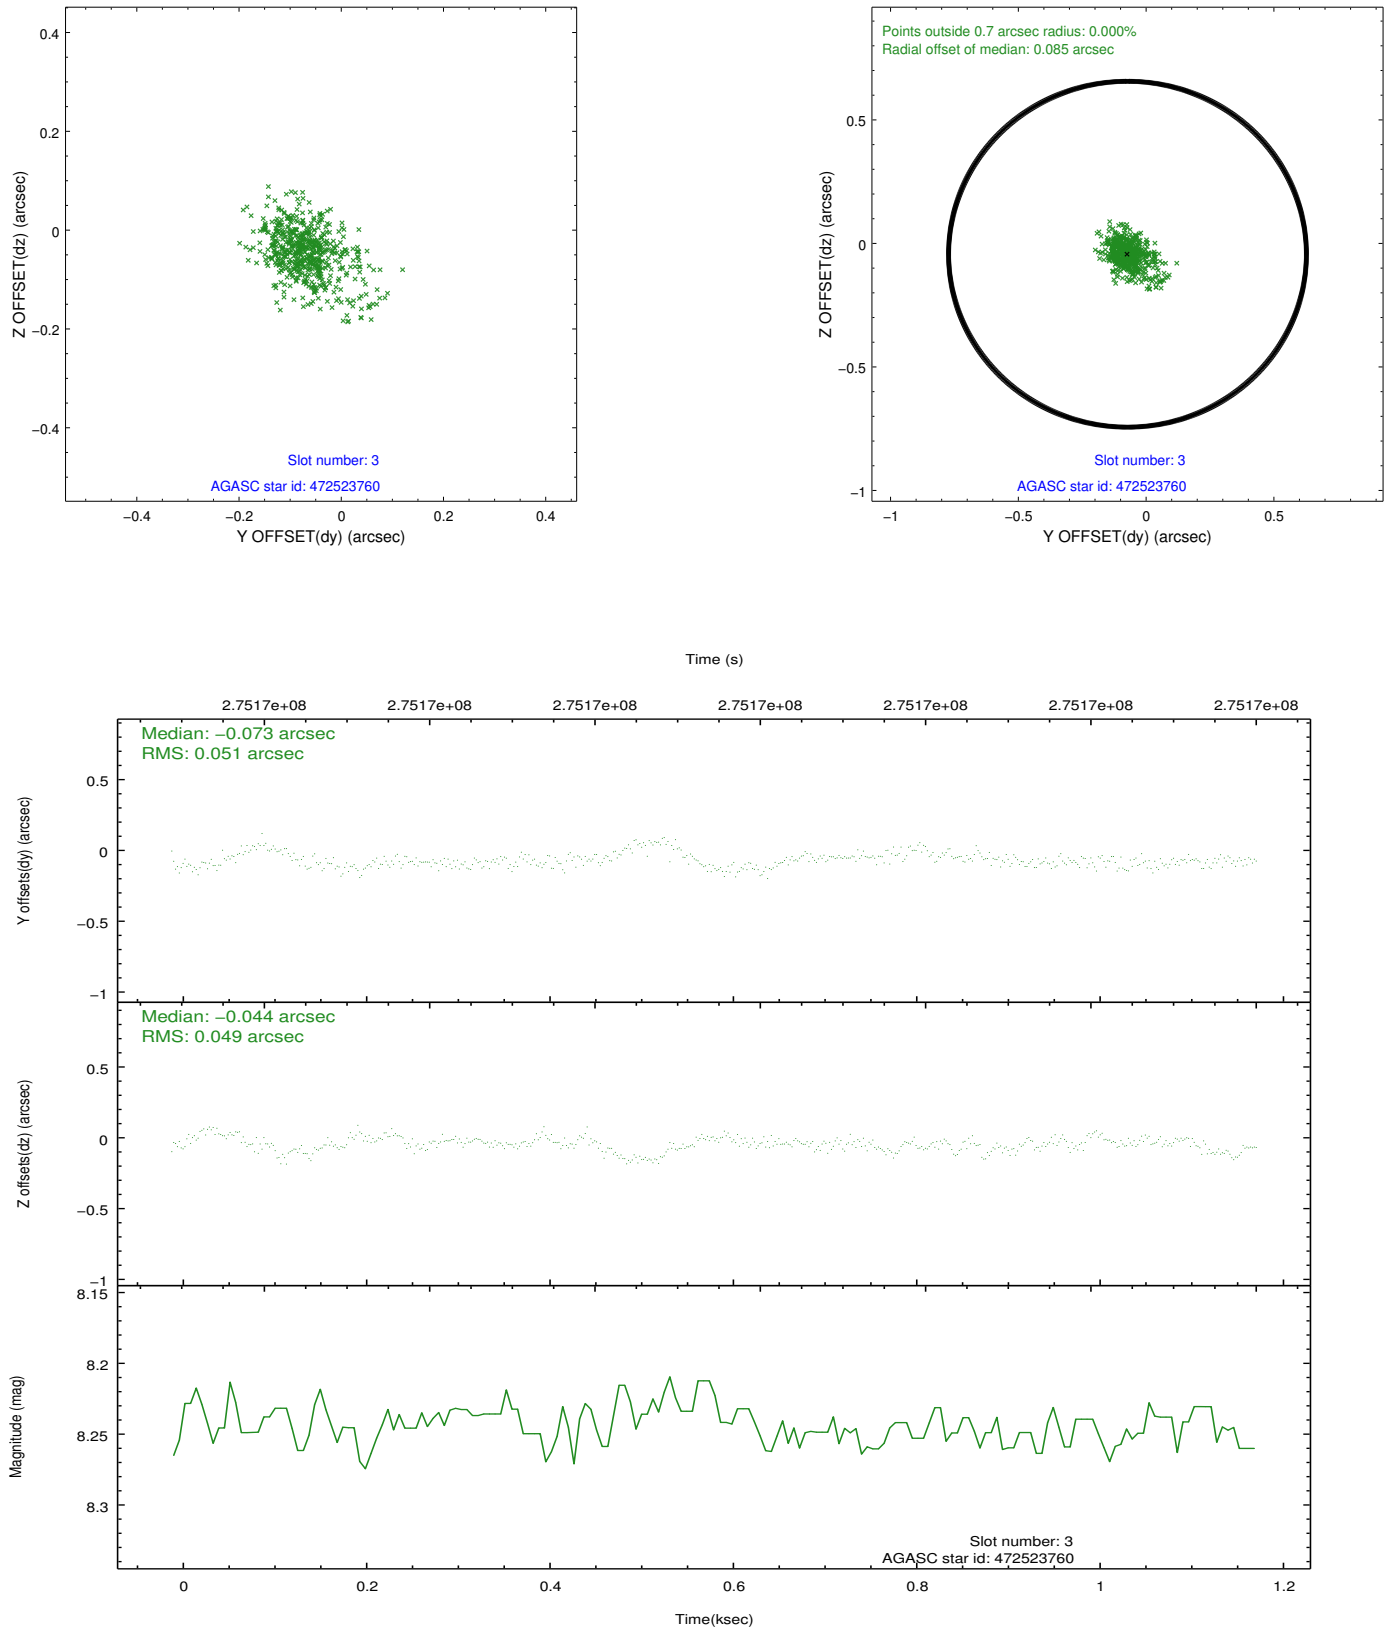 0.4
0.2
0
−0.2
−0.4
Z OFFSET(dz) (arcsec)
Slot number: 3
AGASC star id: 472523760
−0.4 −0.2 0 0.2 0.4
Y OFFSET(dy) (arcsec)
Points outside 0.7 arcsec radius: 0.000%
Radial offset of median: 0.085 arcsec
0.5
0
−0.5
−1
Z OFFSET(dz) (arcsec)
Slot number: 3
AGASC star id: 472523760
−1 −0.5 0 0.5
Y OFFSET(dy) (arcsec)
Time (s)
2.7517e+08 2.7517e+08 2.7517e+08 2.7517e+08 2.7517e+08 2.7517e+08 2.7517e+08
Median: −0.073 arcsec
RMS: 0.051 arcsec
0.5
0
−0.5
−1
Y offsets(dy) (arcsec)
Median: −0.044 arcsec
RMS: 0.049 arcsec
0.5
0
−0.5
−1
Z offsets(dz) (arcsec)
8.15
8.2
8.25
8.3
Magnitude (mag)
Slot number: 3
AGASC star id: 472523760
0 0.2 0.4 0.6 0.8 1 1.2
Time(ksec)